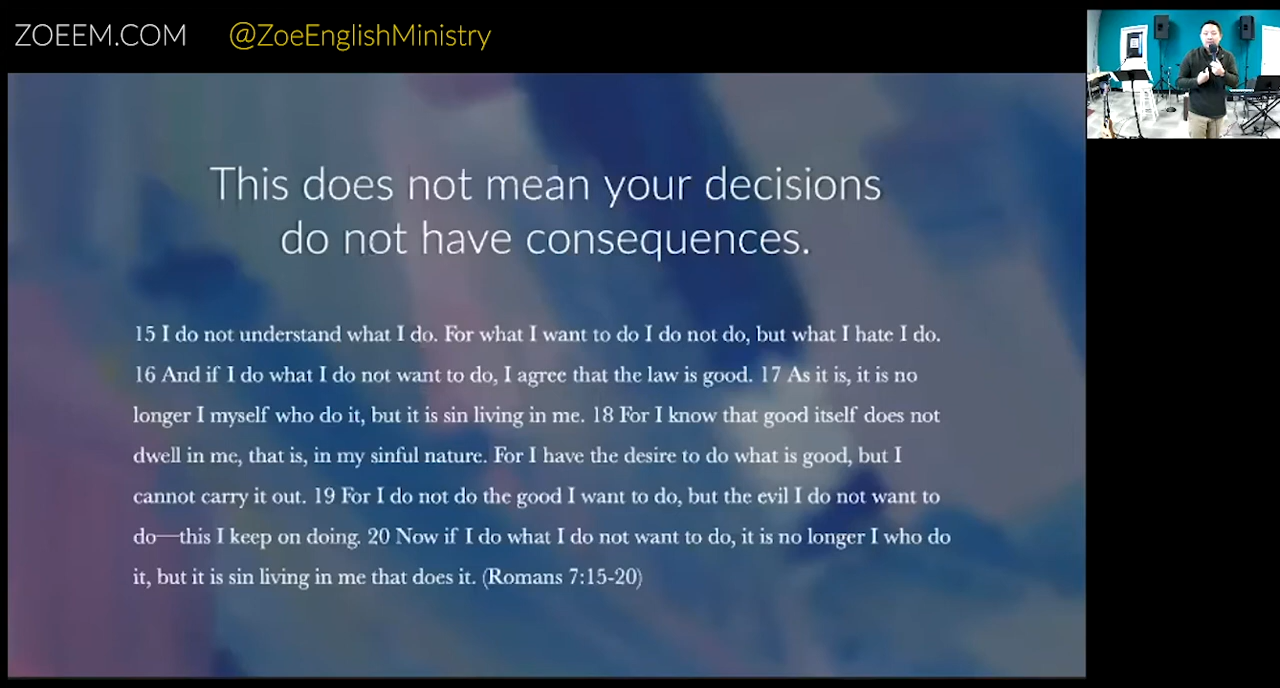 ZOEEM.COM @ZoeEnglishMinistry
This does not mean your decisions
do not have consequences.
15 I do not understand what I do. For what I want to do I do not do, but what I hate I do.
16 And if I do what I do not want to do, I agree that the law is good. 17 As it is, it is no
longer I myself who do it, but it is sin living in me. 18 For I know that good itself does not
dwell in me, that is, in my sinful nature. For I have the desire to do what is good, but I
cannot carry it out. 19 For I do not do the good I want to do, but the evil I do not want to
do—this I keep on doing. 20 Now if I do what I do not want to do, it is no longer I who do
it, but it is sin living in me that does it. (Romans 7:15-20)